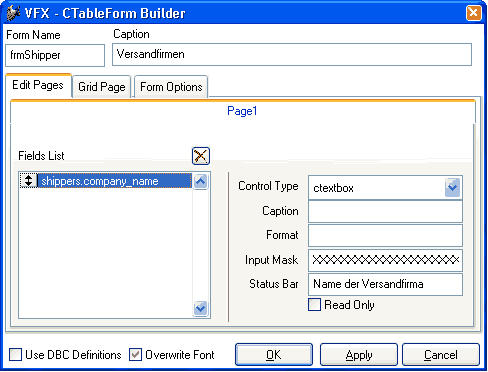 VFX - CTableForm Builder
Form Name Caption
frmShipper Versandfirmen
Edit Pages Grid Page Form Options
Page1
Fields List
shippers.company_name
Control Type ctextbox
Caption
Format
Input Mask
Status Bar Name der Versandfirma
Read Only
Use DBC Definitions Overwrite Font OK Apply Cancel